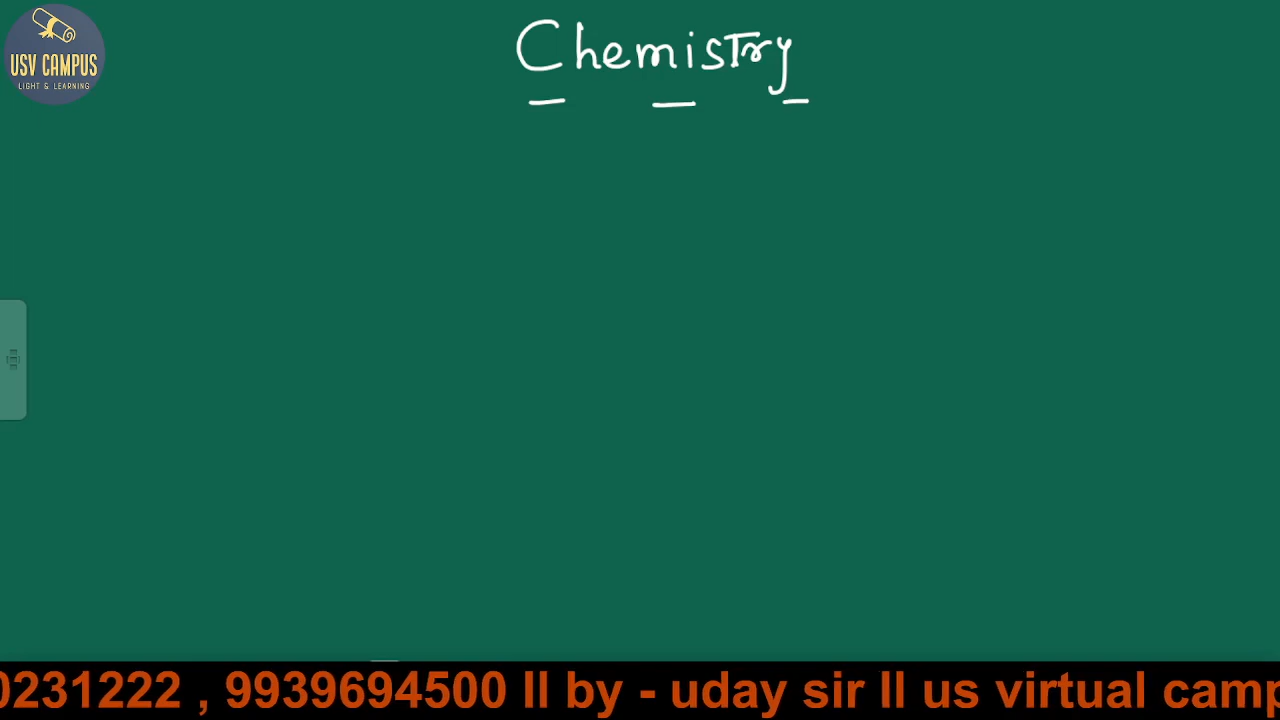 USV CAMPUS
LIGHT & LEARNING
Chemistry
0231222 , 9939694500 ll by - uday sir ll us virtual camp